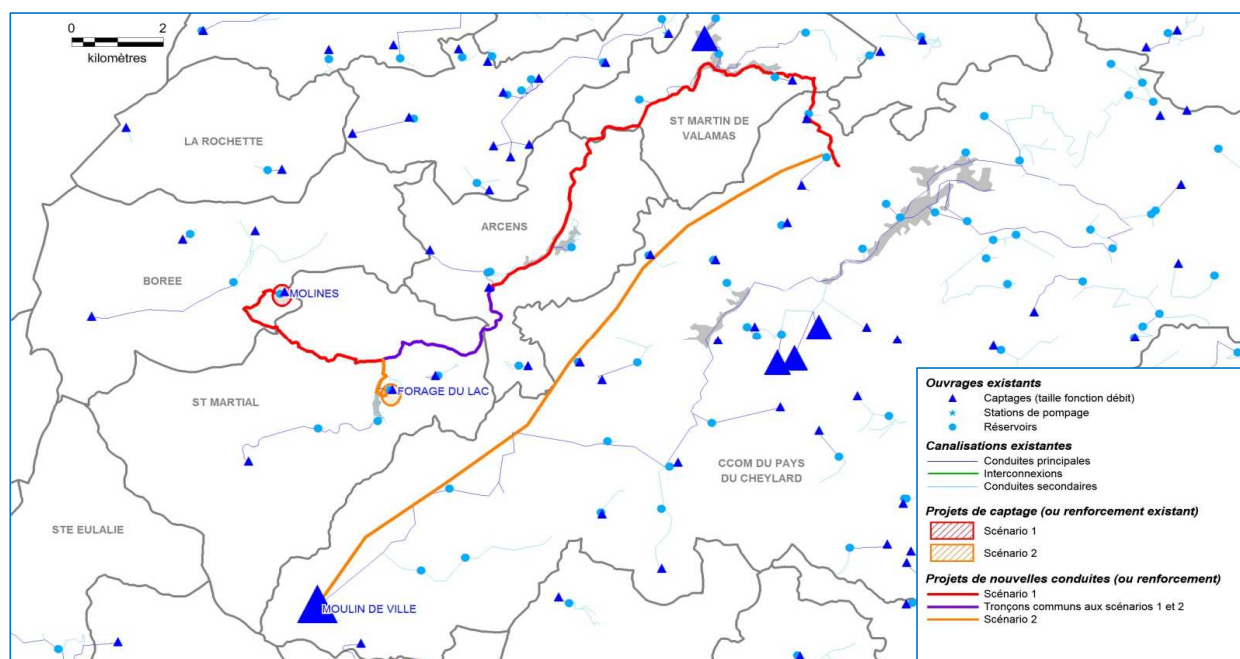 0 2
kilomètres
LA ROCHETTE
ST MARTIN DE
VALAMAS
ARCENS
BOREE
MOLINES
ST MARTIAL
FORAGE DU LAC
CCOM DU PAYS
DU CHEYLARD
STE EULALIE
MOULIN DE VILLE
Ouvrages existants
Captages (taille fonction débit)
Stations de pompage
Réservoirs
Canalisations existantes
Conduites principales
Interconnexions
Conduites secondaires
Projets de captage (ou renforcement existant)
Scénario 1
Scénario 2
Projets de nouvelles conduites (ou renforcement)
Scénario 1
Tronçons communs aux scénarios 1 et 2
Scénario 2